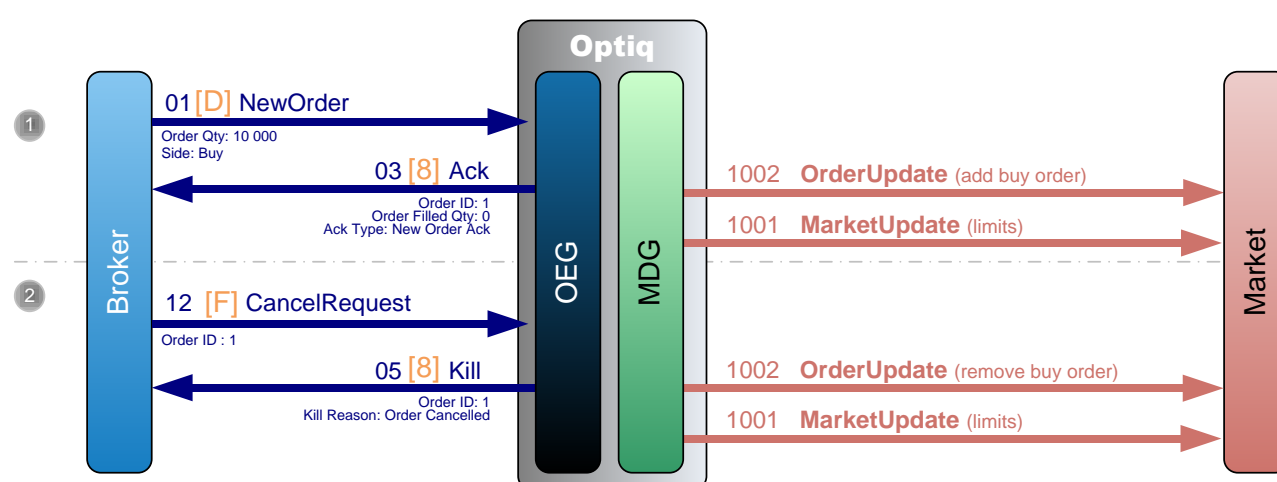 Optiq
1
01 [D] NewOrder
Order Qty: 10 000
Side: Buy
03 [8] Ack
Order ID: 1
Order Filled Qty: 0
Ack Type: New Order Ack
1002 OrderUpdate (add buy order)
1001 MarketUpdate (limits)
Broker
OEG
MDG
Market
2
12 [F] CancelRequest
Order ID : 1
05 [8] Kill
Order ID: 1
Kill Reason: Order Cancelled
1002 OrderUpdate (remove buy order)
1001 MarketUpdate (limits)